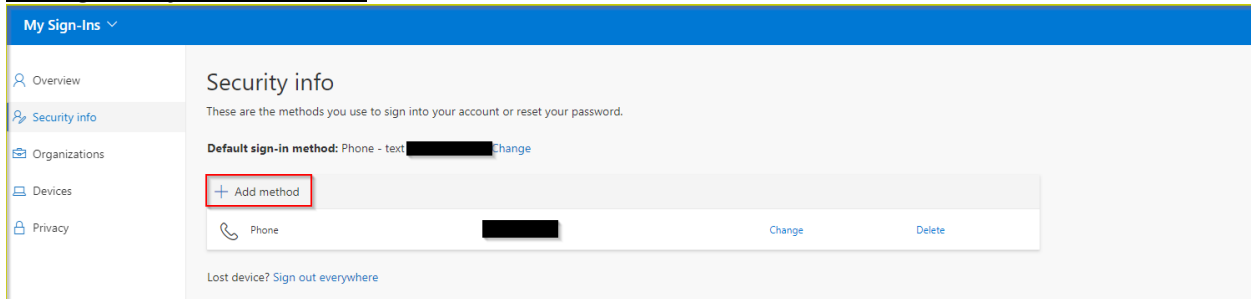 My Sign-Ins
Overview
Security info
Organizations
Devices
Privacy
Security info
These are the methods you use to sign into your account or reset your password.
Default sign-in method: Phone - text Change
+ Add method
Phone Change Delete
Lost device? Sign out everywhere